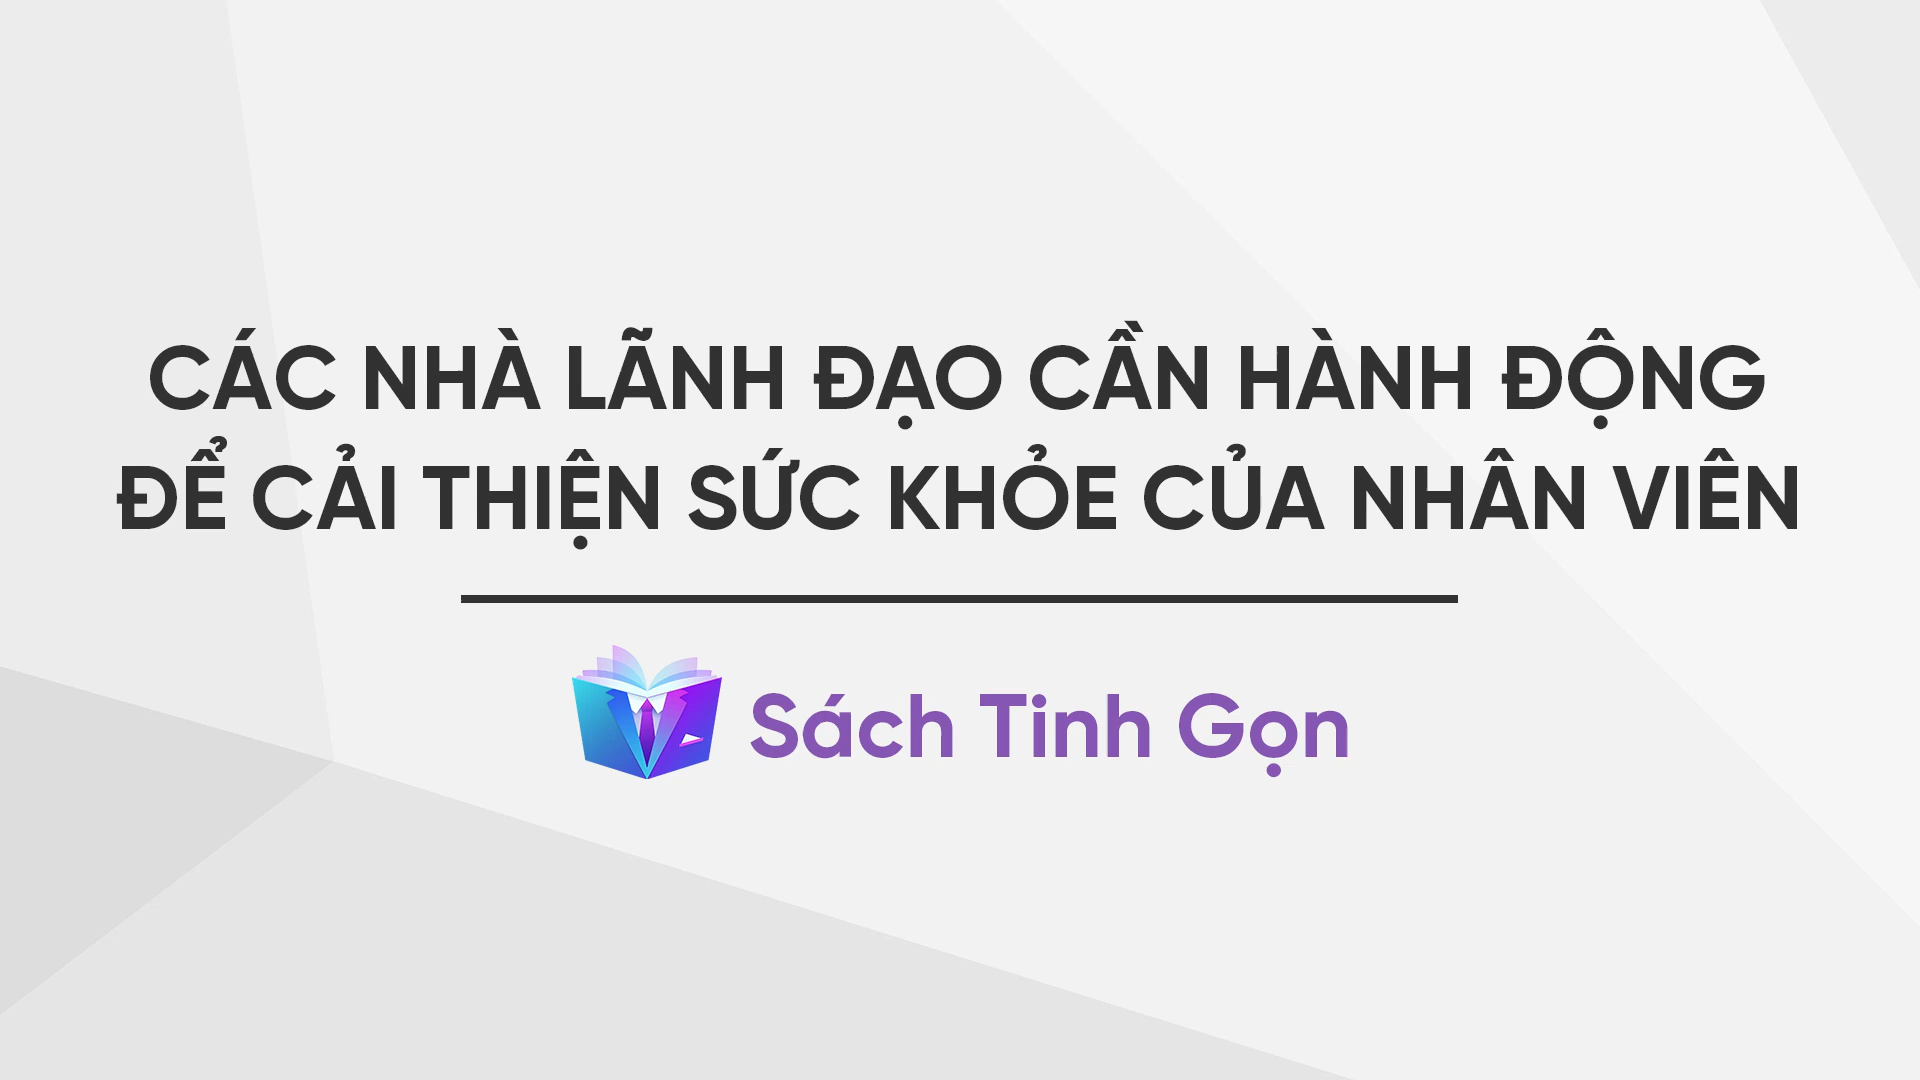 CÁC NHÀ LÃNH ĐẠO CẦN HÀNH ĐỘNG
ĐỂ CẢI THIỆN SỨC KHỎE CỦA NHÂN VIÊN
Sách Tinh Gọn